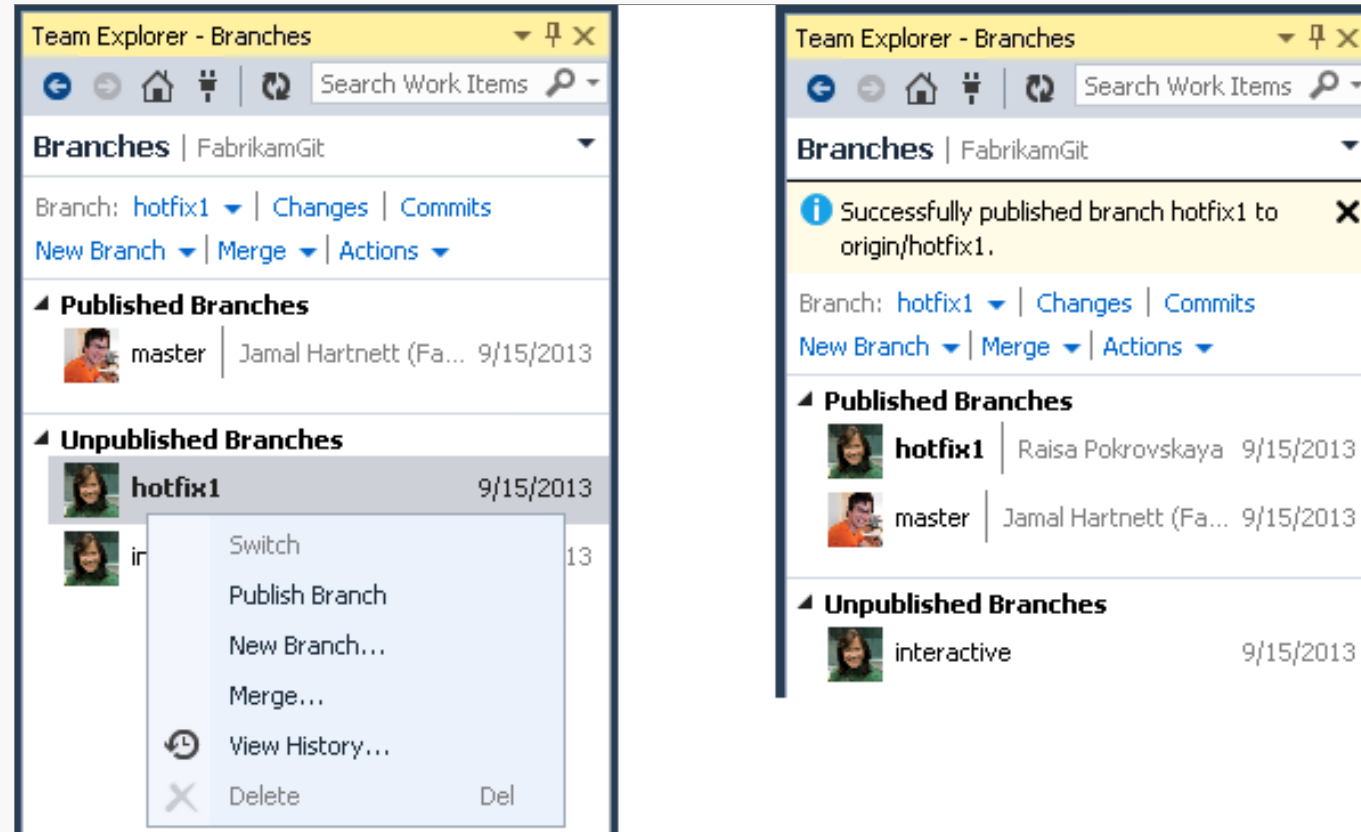 Team Explorer - Branches
Search Work Items
Branches | FabrikamGit
Branch: hotfix1 | Changes | Commits
New Branch | Merge | Actions
Published Branches
master | Jamal Hartnett (Fa... 9/15/2013
Unpublished Branches
hotfix1 9/15/2013
in 13
Switch
Publish Branch
New Branch...
Merge...
View History...
Delete Del
Team Explorer - Branches
Search Work Items
Branches | FabrikamGit
Successfully published branch hotfix1 to
origin/hotfix1.
Branch: hotfix1 | Changes | Commits
New Branch | Merge | Actions
Published Branches
hotfix1 | Raisa Pokrovskaya 9/15/2013
master | Jamal Hartnett (Fa... 9/15/2013
Unpublished Branches
interactive 9/15/2013